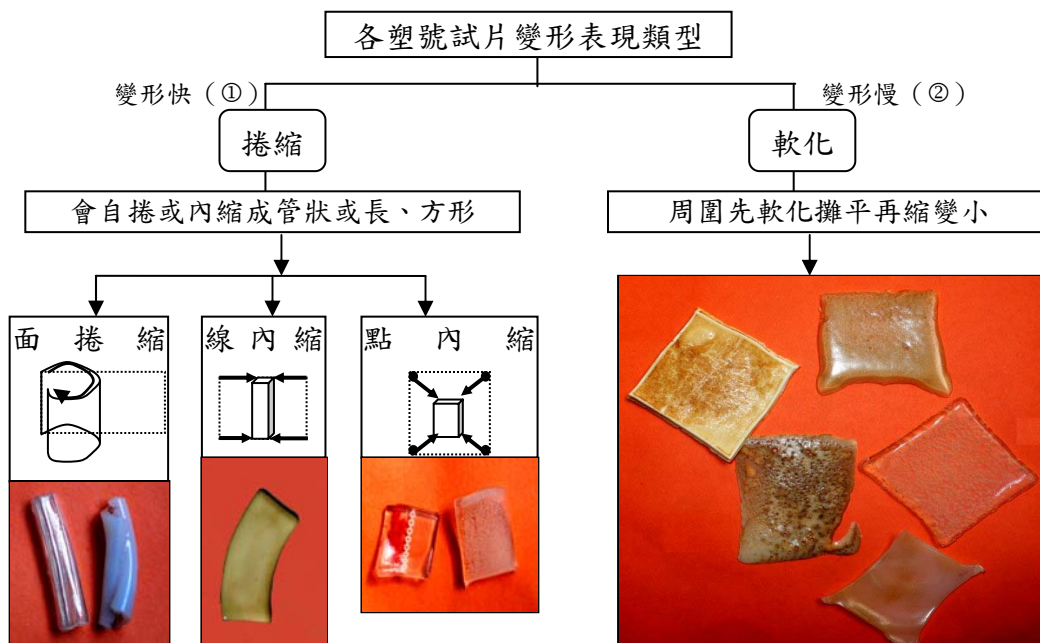 各塑號試片變形表現類型
變形快（①）
變形慢（②）
捲縮
軟化
會自捲或內縮成管狀或長、方形
周圍先軟化攤平再縮變小
面捲縮
線內縮
點內縮